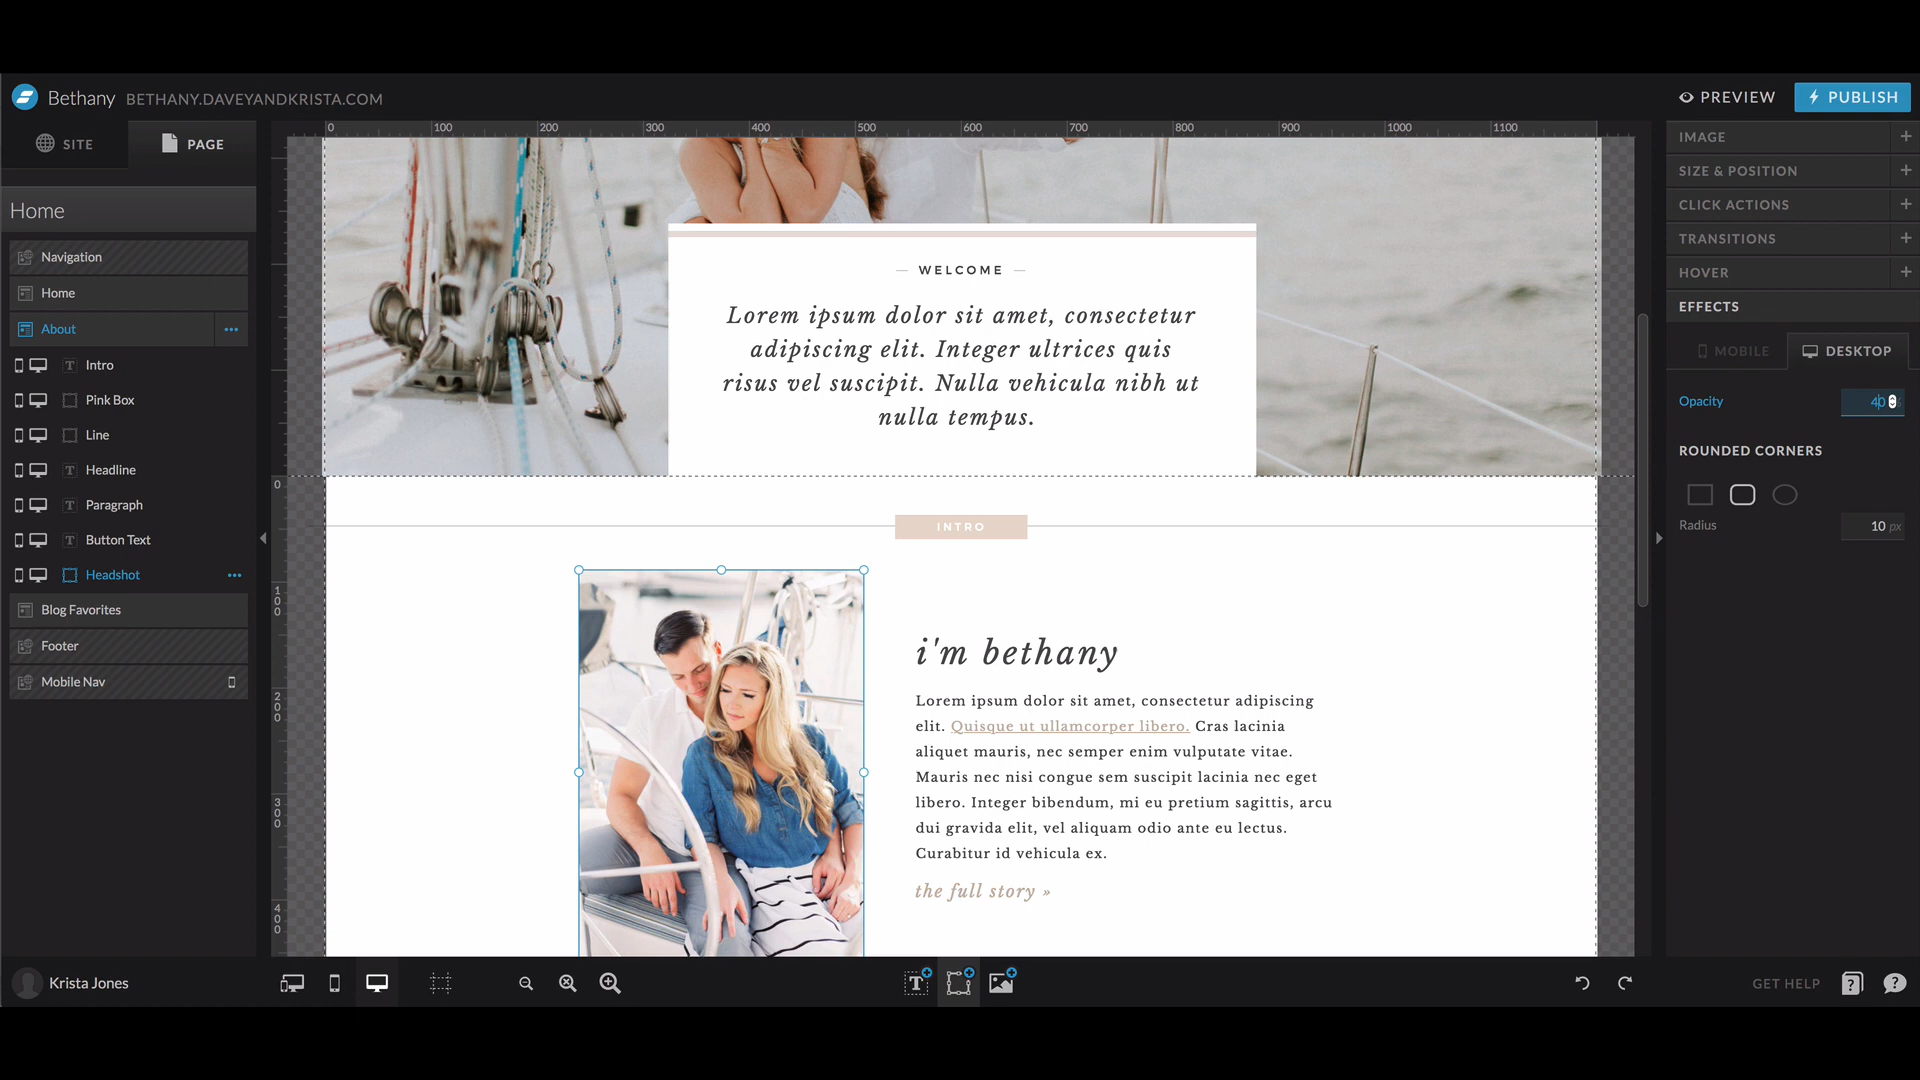 Bethany BETHANY.DAVEYANDKRISTA.COM
PREVIEW
PUBLISH
SITE
PAGE
Home
Navigation
Home
About
Intro
Pink Box
Line
Headline
Paragraph
Button Text
Headshot
Blog Favorites
Footer
Mobile Nav
0 100 200 300 400 500 600 700 800 900 1000 1100
WELCOME
Lorem ipsum dolor sit amet, consectetur
adipiscing elit. Integer ultrices quis
risus vel suscipit. Nulla vehicula nibh ut
nulla tempus.
0
100
200
300
400
INTRO
i'm bethany
Lorem ipsum dolor sit amet, consectetur adipiscing
elit. Quisque ut ullamcorper libero. Cras lacinia
aliquet mauris, nec semper enim vulputate vitae.
Mauris nec nisi congue sem suscipit lacinia nec eget
libero. Integer bibendum, mi eu pretium sagittis, arcu
dui gravida elit, vel aliquam odio ante eu lectus.
Curabitur id vehicula ex.
the full story »
IMAGE
SIZE & POSITION
CLICK ACTIONS
TRANSITIONS
HOVER
EFFECTS
MOBILE
DESKTOP
Opacity 40
ROUNDED CORNERS
Radius 10 px
Krista Jones
GET HELP